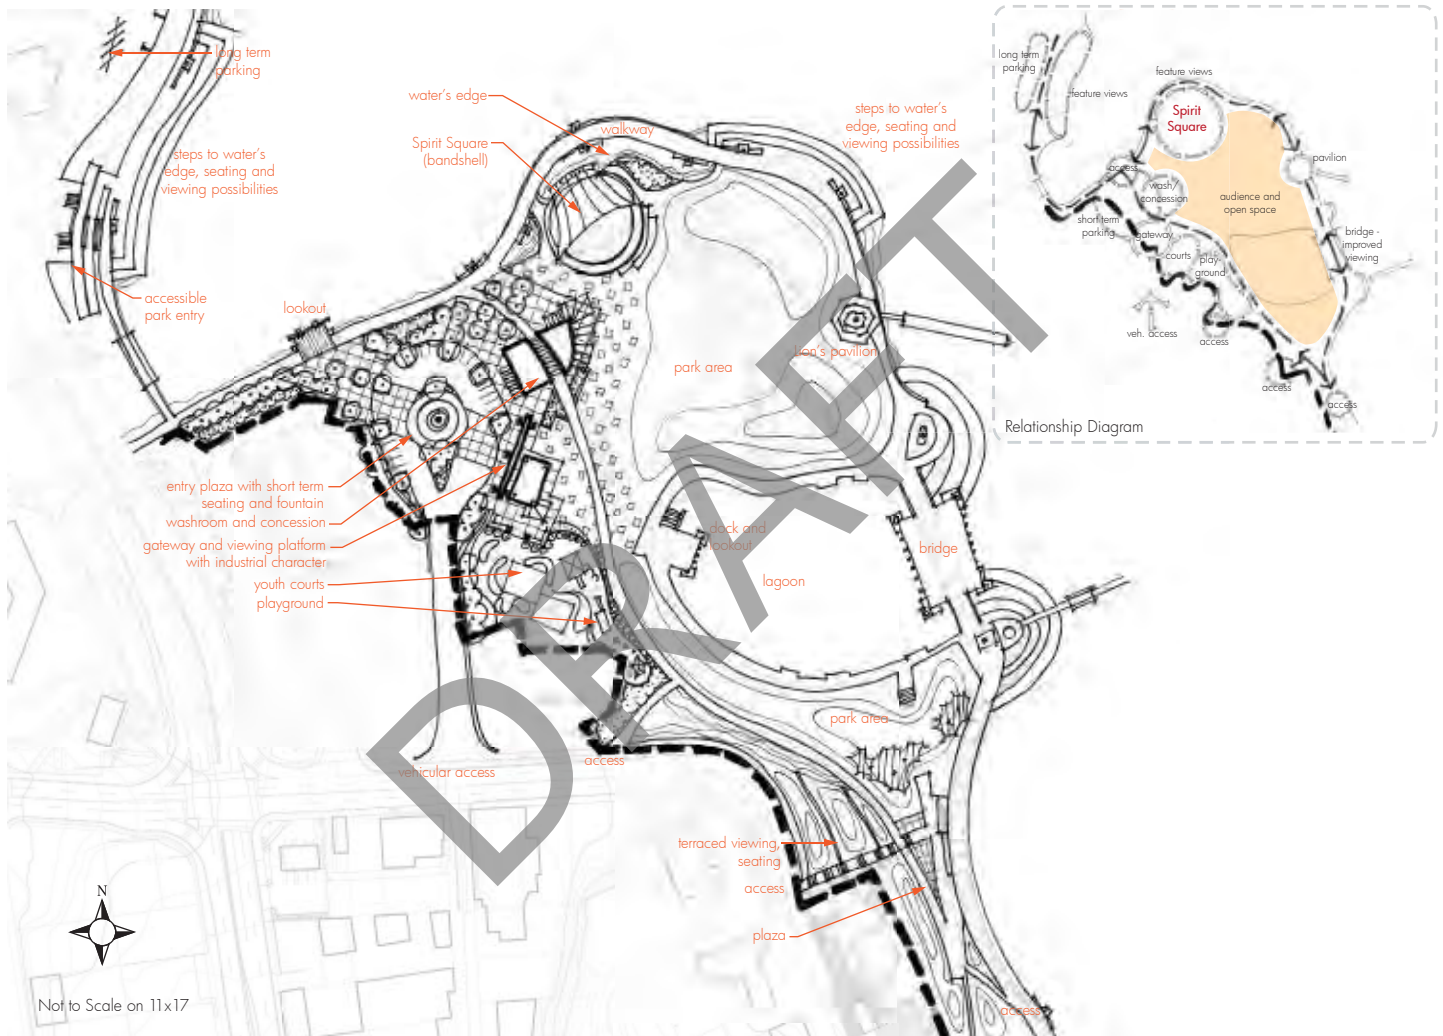 long term
parking
water's edge
walkway
Spirit Square
(bandshell)
steps to water's
edge, seating and
viewing possibilities
steps to water's
edge, seating and
viewing possibilities
accessible
park entry
lookout
Lion's pavilion
park area
entry plaza with short term
seating and fountain
washroom and concession
gateway and viewing platform
with industrial character
youth courts
playground
dock and
lookout
lagoon
bridge
park area
vehicular access
access
terraced viewing,
seating
access
plaza
access
DRAFT
N
Not to Scale on 11x17
long term
parking
feature views
feature views
Spirit
Square
access
wash/
concession
pavilion
audience and
open space
short term
parking
gateway
courts
play-
ground
bridge -
improved
viewing
veh. access
access
access
access
Relationship Diagram